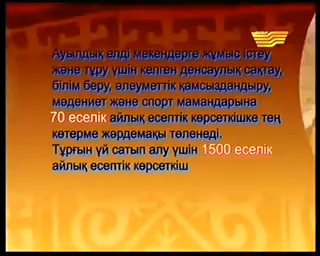 Ауылдық елді мекендерге жұмыс істеу
және тұру үшін келген денсаулық сақтау,
білім беру, әлеуметтік қамсыздандыру,
мәдениет және спорт мамандарына
70 еселік айлық есептік көрсеткішке тең
көтерме жәрдемақы төленеді.
Тұрғын үй сатып алу үшін 1500 еселік
айлық есептік көрсеткіш